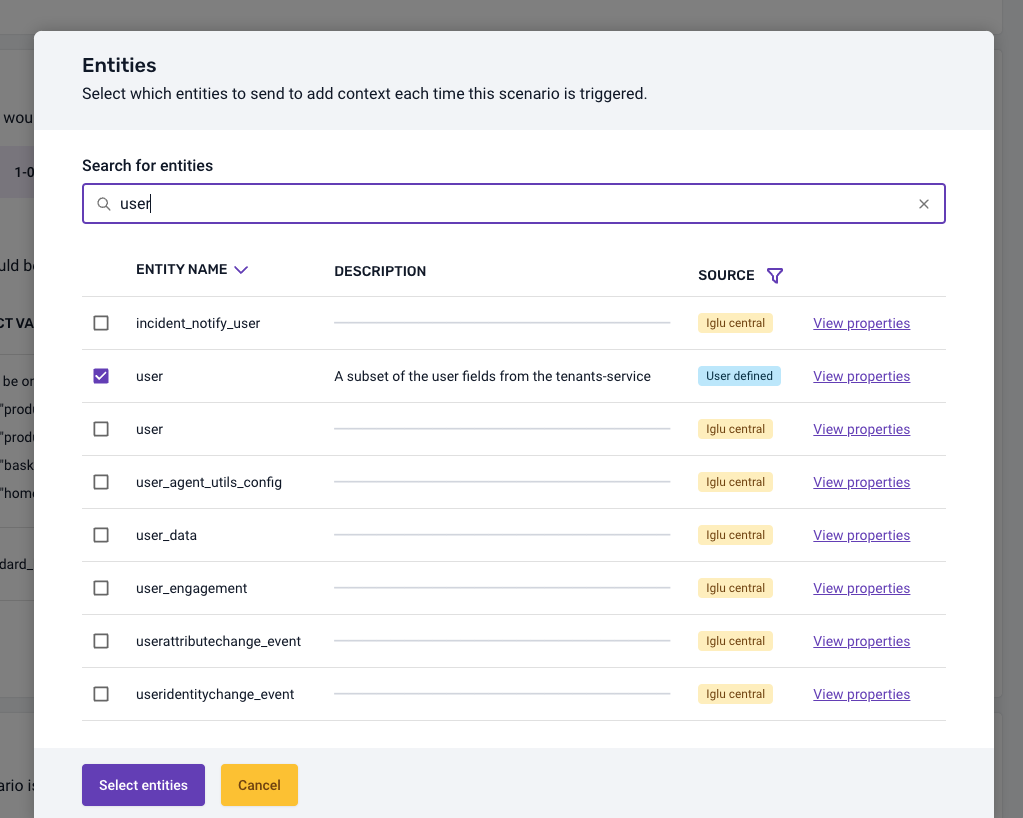 Entities
Select which entities to send to add context each time this scenario is triggered.
wou
1-0
uld be
CT VA
be or
"prod
"prod
"bask
"hom
dard_
ario is
Search for entities
user
ENTITY NAME DESCRIPTION SOURCE
incident_notify_user Iglu central View properties
user A subset of the user fields from the tenants-service User defined View properties
user Iglu central View properties
user_agent_utils_config Iglu central View properties
user_data Iglu central View properties
user_engagement Iglu central View properties
userattributechange_event Iglu central View properties
useridentitychange_event Iglu central View properties
Select entities Cancel